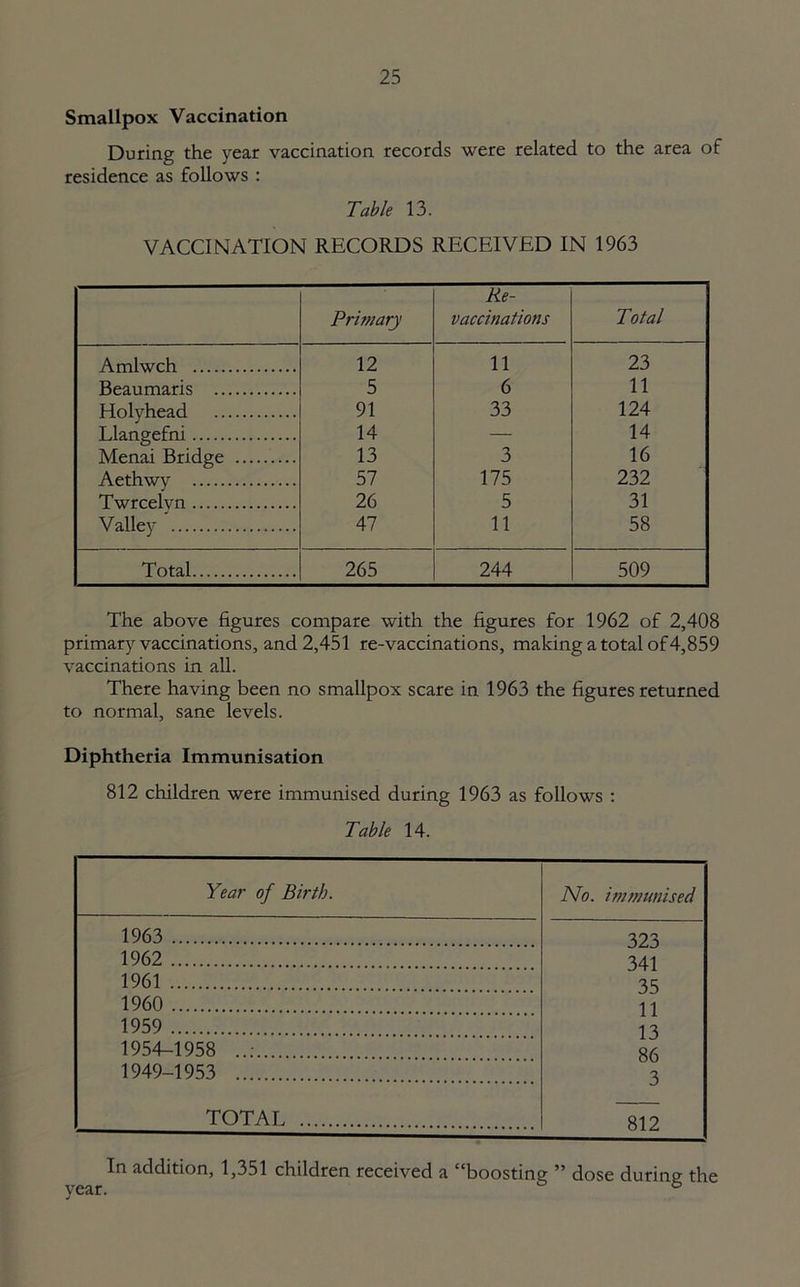 25
Smallpox Vaccination
During the year vaccination records were related to the area of
residence as follows :
Table 13.
VACCINATION RECORDS RECEIVED IN 1963
Primary Re-vaccinations Total
Amlwch ................ 12 11 23
Beaumaris ............. 5 6 11
Holyhead ............. 91 33 124
Llangefni ................ 14 — 14
Menai Bridge .......... 13 3 16
Aethwy ................ 57 175 232
Twrcelyn ................ 26 5 31
Valley ................... 47 11 58
Total................ 265 244 509
The above figures compare with the figures for 1962 of 2,408
primary vaccinations, and 2,451 re-vaccinations, making a total of 4,859
vaccinations in all.
There having been no smallpox scare in 1963 the figures returned
to normal, sane levels.
Diphtheria Immunisation
812 children were immunised during 1963 as follows :
Table 14.
Year of Birth. No. immunised
1963 ................ 323
1962 ................ 341
1961 ................ 35
1960 ................ 11
1959 ................ 13
1954–1958 ................ 86
1949–1953 ................ 3
TOTAL ................ 812
In addition, 1,351 children received a “boosting ” dose during the
year.